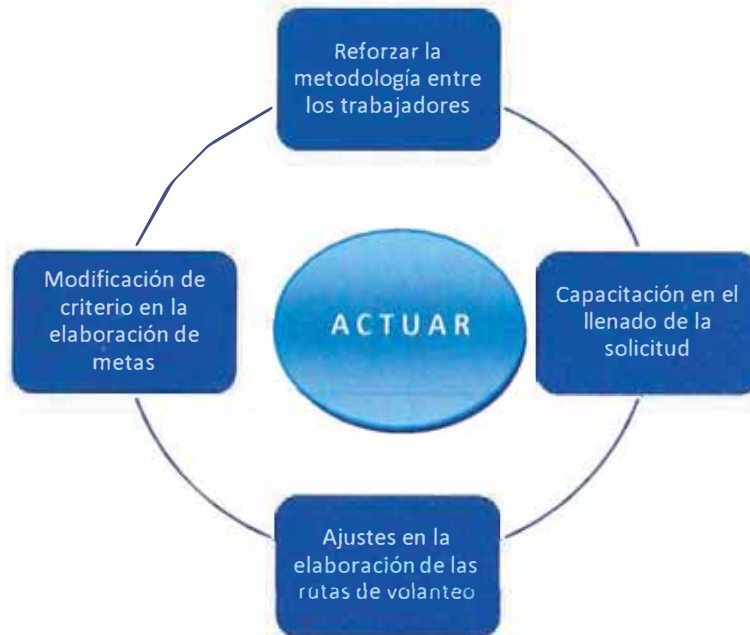 Reforzar la
metodología entre
los trabajadores
Modificación de
criterio en la
elaboración de
metas
ACTUAR
Capacitación en el
llenado de la
solicitud
Ajustes en la
elaboración de las
rutas de volanteo